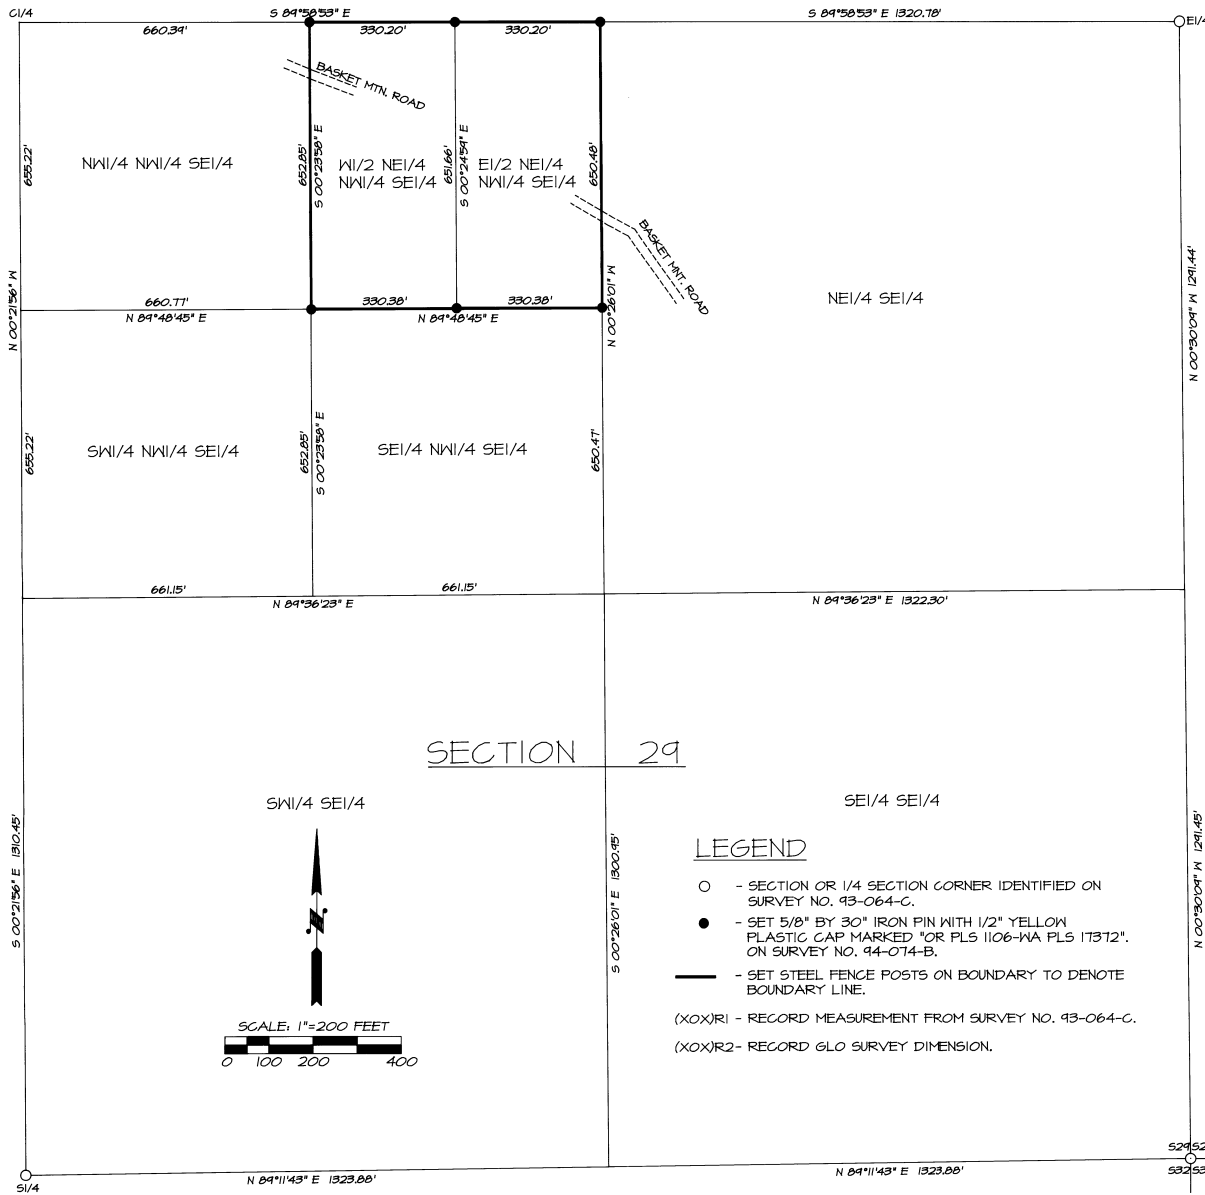 C1/4
S 89°58'53" E
S 89°58'53" E 1320.78'
E1/4
660.39'
330.20'
330.20'
BASKET MTN. ROAD
655.22'
NW1/4 NW1/4 SE1/4
652.85'
S 00°23'58" E
W1/2 NE1/4
NW1/4 SE1/4
651.66'
S 00°24'59" E
E1/2 NE1/4
NW1/4 SE1/4
650.48'
BASKET MNT. ROAD
N 00°21'56" W
N 00°26'01" W
NE1/4 SE1/4
N 00°30'09" W 1291.44'
660.77'
330.38'
330.38'
N 89°48'45" E
N 89°48'45" E
655.22'
SW1/4 NW1/4 SE1/4
652.85'
S 00°23'58" E
SE1/4 NW1/4 SE1/4
650.47'
661.15'
661.15'
N 89°36'23" E
N 89°36'23" E 1322.30'
SECTION 29
SW1/4 SE1/4
SE1/4 SE1/4
S 00°21'56" E 1310.45'
S 00°26'01" E 1300.95'
N 00°30'09" W 1291.45'
LEGEND
- SECTION OR 1/4 SECTION CORNER IDENTIFIED ON
SURVEY NO. 93-064-C.
- SET 5/8" BY 30" IRON PIN WITH 1/2" YELLOW
PLASTIC CAP MARKED "OR PLS 1106-WA PLS 17372".
ON SURVEY NO. 94-074-B.
- SET STEEL FENCE POSTS ON BOUNDARY TO DENOTE
BOUNDARY LINE.
(XOX)R1 - RECORD MEASUREMENT FROM SURVEY NO. 93-064-C.
(XOX)R2- RECORD GLO SURVEY DIMENSION.
N
SCALE: 1"=200 FEET
0 100 200 400
S29 S2
S32 S3
S1/4
N 89°11'43" E 1323.88'
N 89°11'43" E 1323.88'